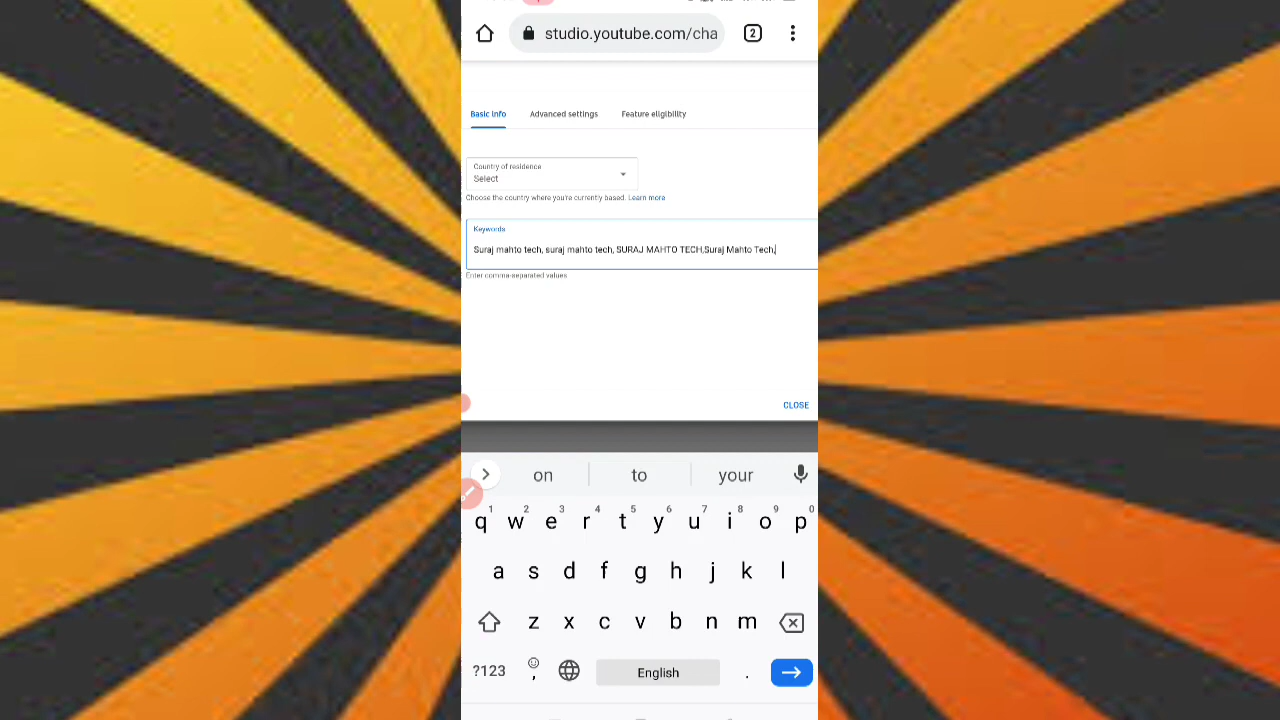 studio.youtube.com/cha
2
Basic info
Advanced settings
Feature eligibility
Country of residence
Select
Choose the country where you're currently based. Learn more
Keywords
Suraj mahto tech, suraj mahto tech, SURAJ MAHTO TECH,Suraj Mahto Tech,
Enter comma-separated values
CLOSE
on to your
1 2 3 4 5 6 7 8 9 0
q w e r t y u i o p
a s d f g h j k l
z x c v b n m
?123 , English .